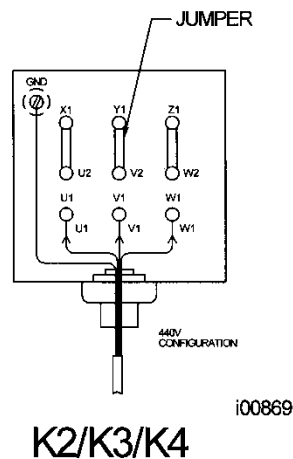 JUMPER
GND
X1 Y1 Z1
U2 V2 W2
U1 V1 W1
U1 V1 W1
440V
CONFIGURATION
i00869
K2/K3/K4